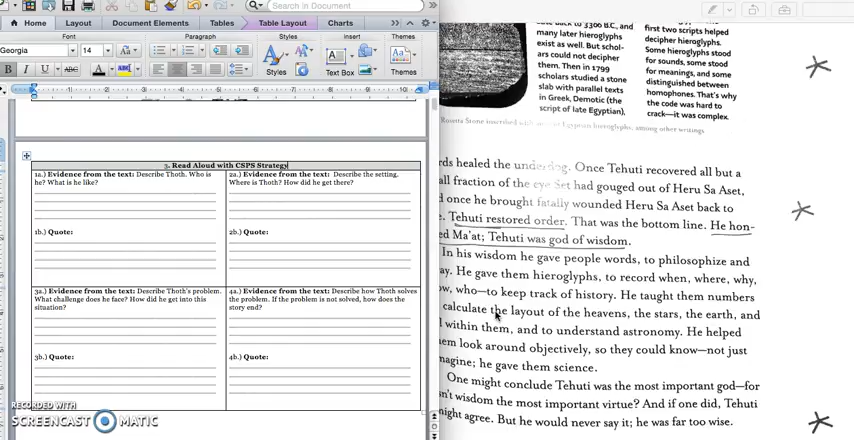 Search in Document
Home Layout Document Elements Tables Table Layout Charts
Font Paragraph Styles Insert Themes
Georgia 14 Aa
B I U ABC
Styles Text Box Themes
3. Read Aloud with CSPS Strategy
1a.) Evidence from the text: Describe Thoth. Who is
he? What is he like?
1b.) Quote:
2a.) Evidence from the text: Describe the setting.
Where is Thoth? How did he get there?
2b.) Quote:
3a.) Evidence from the text: Describe Thoth's problem.
What challenge does he face? How did he get into this
situation?
3b.) Quote:
4a.) Evidence from the text: Describe how Thoth solves
the problem. If the problem is not solved, how does the
story end?
4b.) Quote:
RECORDED WITH
SCREENCAST MATIC
back to 3300 B.C., and
many later hieroglyphs
exist as well. But schol-
ars could not decipher
them. Then in 1799
scholars studied a stone
slab with parallel texts
in Greek, Demotic (the
script of late Egyptian),
first two scripts helped
decipher hieroglyphs.
Some hieroglyphs stood
for sounds, some stood
for meanings, and some
distinguished between
homophones. That's why
the code was hard to
crack—it was complex.
Rosetta Stone inscribed with Egyptian hieroglyphs, among other writings
rds healed the underdog. Once Tehuti recovered all but a
all fraction of the eye Set had gouged out of Heru Sa Aset,
d once he brought fatally wounded Heru Sa Aset back to
e. Tehuti restored order. That was the bottom line. He hon-
ed Ma'at; Tehuti was god of wisdom.
In his wisdom he gave people words, to philosophize and
ay. He gave them hieroglyphs, to record when, where, why,
ow, who—to keep track of history. He taught them numbers
calculate the layout of the heavens, the stars, the earth, and
l within them, and to understand astronomy. He helped
em look around objectively, so they could know—not just
magine; he gave them science.
One might conclude Tehuti was the most important god—for
sn't wisdom the most important virtue? And if one did, Tehuti
might agree. But he would never say it; he was far too wise.